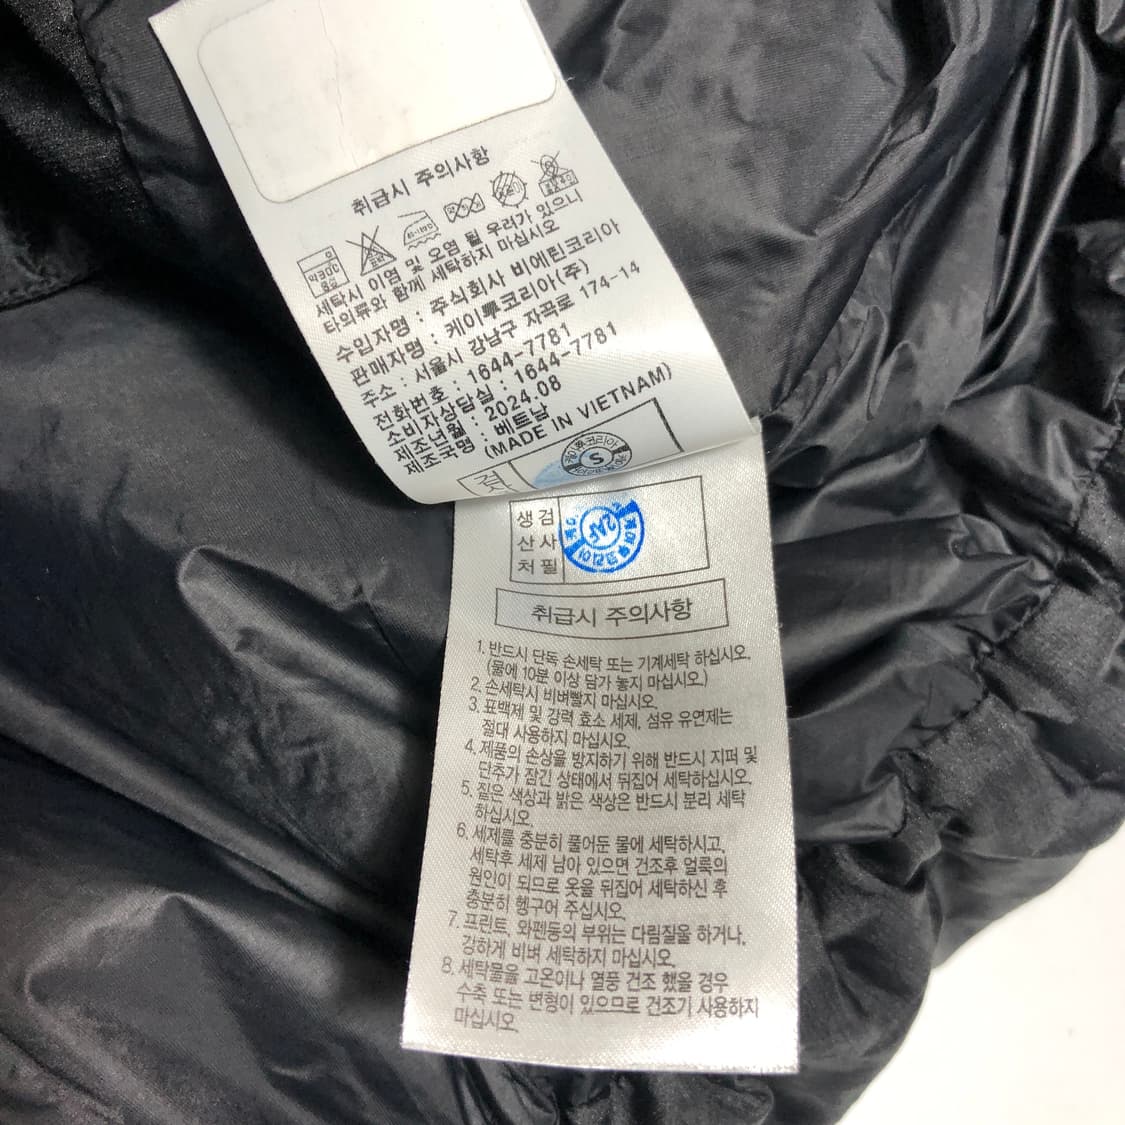 취급시 주의사항
약30℃
중성
80~120℃
세탁시 이염 및 오염 될 우려가 있으니
타의류와 함께 세탁하지 마십시오
수입자명 : 주식회사 비에틴코리아
판매자명 : 케이투코리아(주)
주소 : 서울시 강남구 자곡로 174-14
전화번호 : 1644-7781
소비자상담실 : 1644-7781
제조년월 : 2024.08
제조국명 : 베트남
(MADE IN VIETNAM)
케이투코리아
S
생 검
산 사
처 필
2AF
케이투코리아
취급시 주의사항
1. 반드시 단독 손세탁 또는 기계세탁 하십시오.
(물에 10분 이상 담가 놓지 마십시오.)
2. 손세탁시 비벼빨지 마십시오.
3. 표백제 및 강력 효소 세제, 섬유 유연제는
절대 사용하지 마십시오.
4. 제품의 손상을 방지하기 위해 반드시 지퍼 및
단추가 잠긴 상태에서 뒤집어 세탁하십시오.
5. 짙은 색상과 밝은 색상은 반드시 분리 세탁
하십시오.
6. 세제를 충분히 풀어둔 물에 세탁하시고,
세탁후 세제 남아 있으면 건조후 얼룩의
원인이 되므로 옷을 뒤집어 세탁하신 후
충분히 헹구어 주십시오.
7. 프린트, 와펜등의 부위는 다림질을 하거나,
강하게 비벼 세탁하지 마십시오.
8. 세탁물을 고온이나 열풍 건조 했을 경우
수축 또는 변형이 있으므로 건조기 사용하지
마십시오.